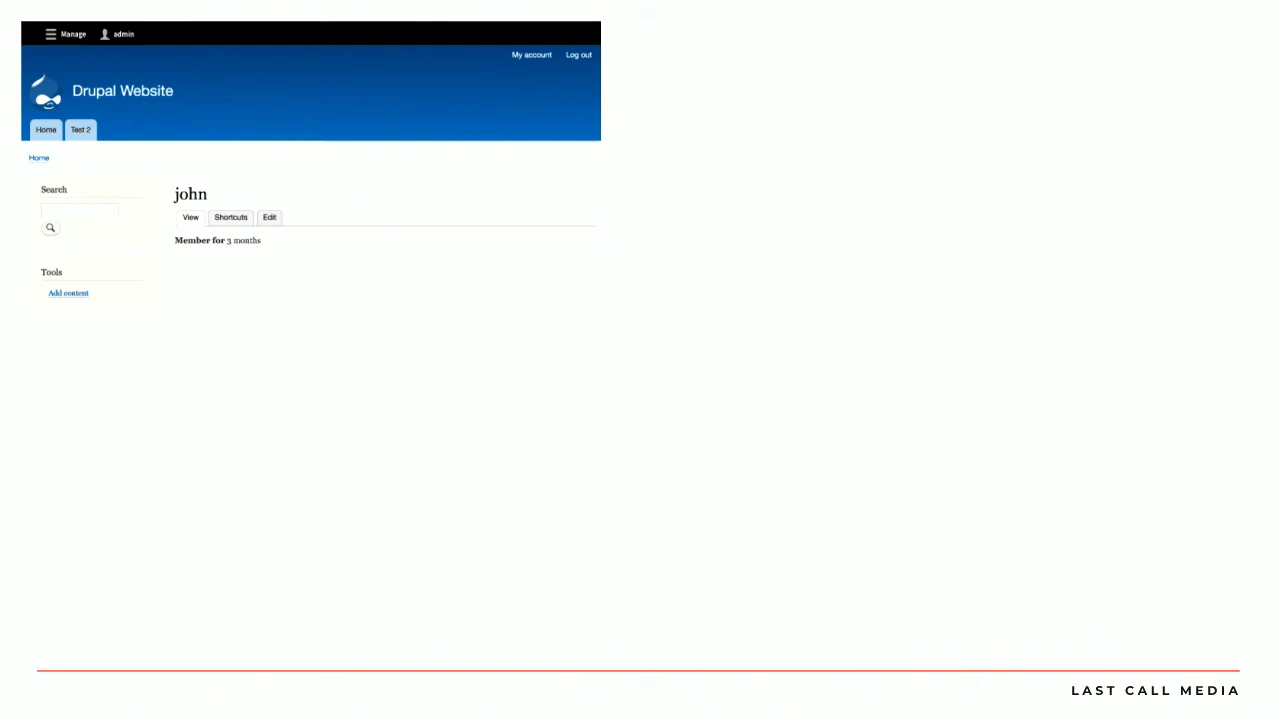 Manage admin
My account Log out
Drupal Website
Home Test 2
Home
Search
Tools
Add content
john
View Shortcuts Edit
Member for 3 months
LAST CALL MEDIA